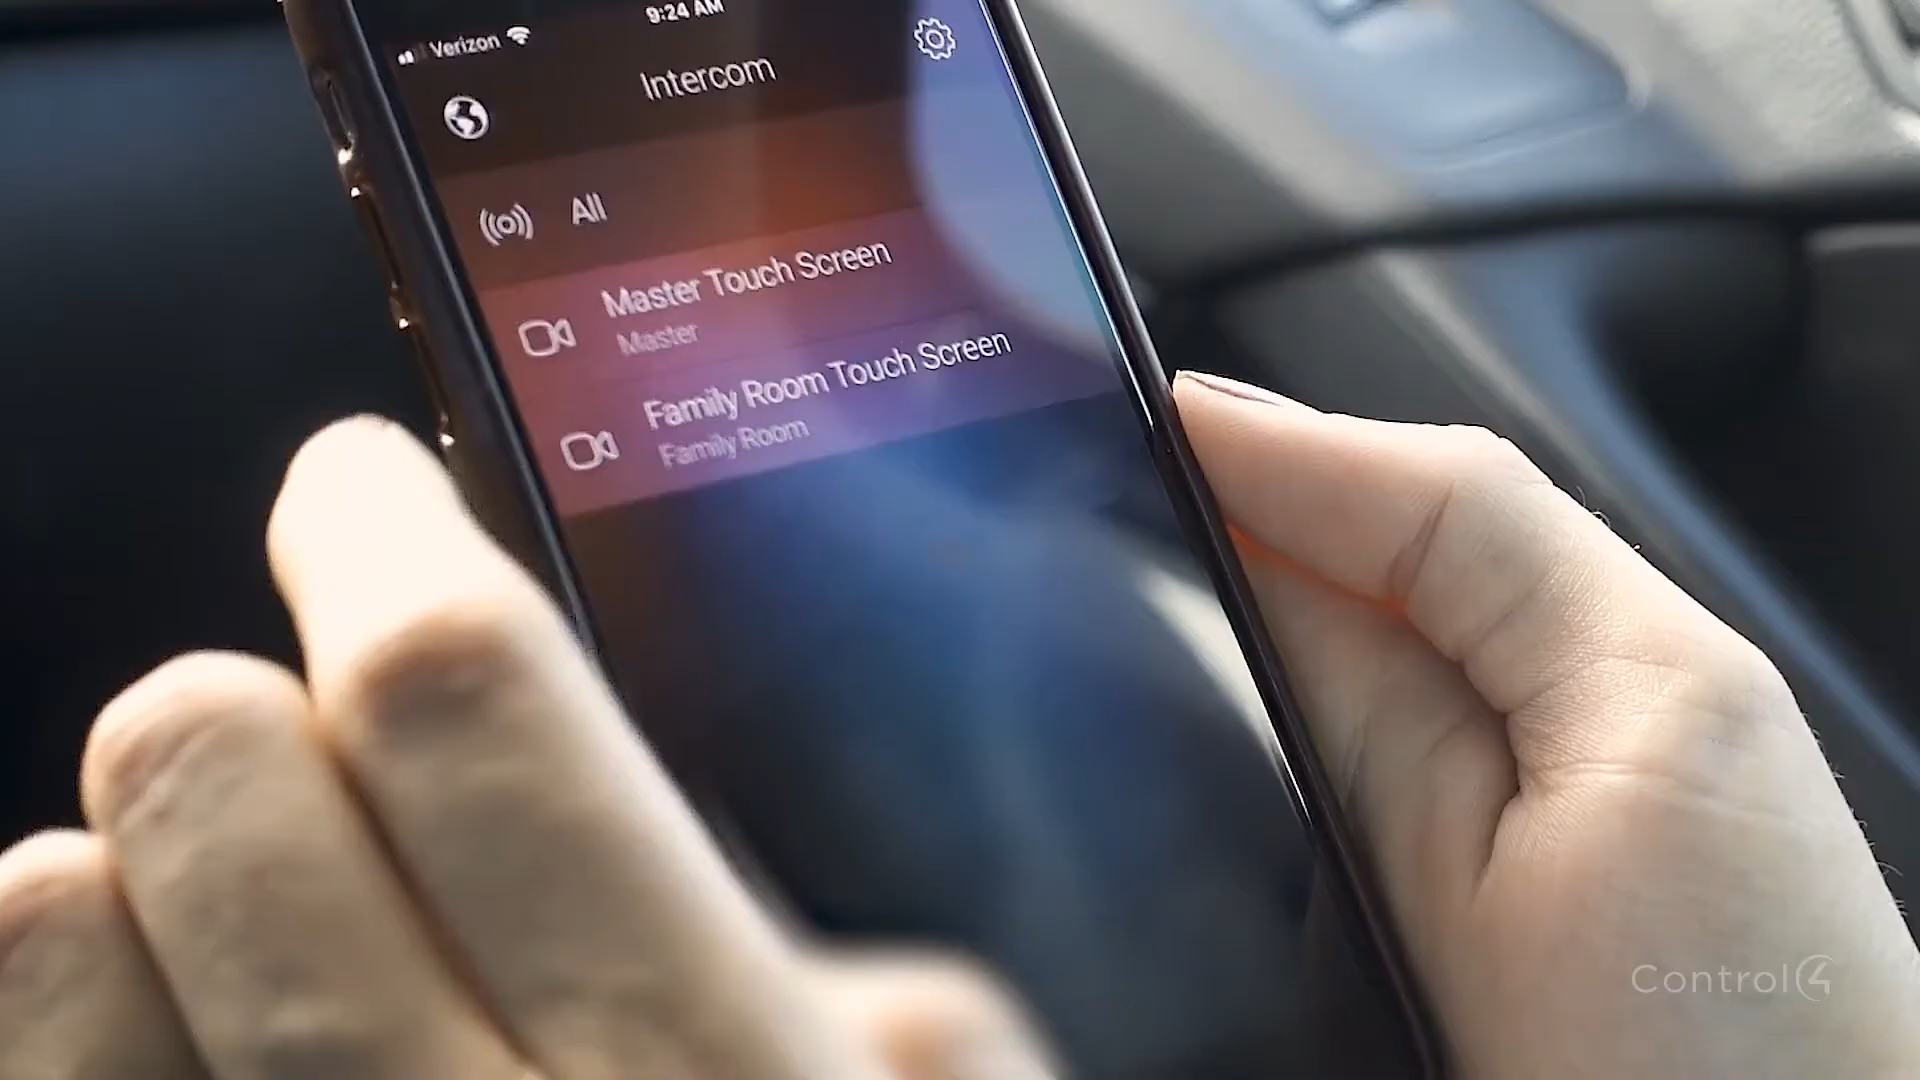 9:24 AM
Verizon
Intercom
All
Master Touch Screen
Master
Family Room Touch Screen
Family Room
Control4